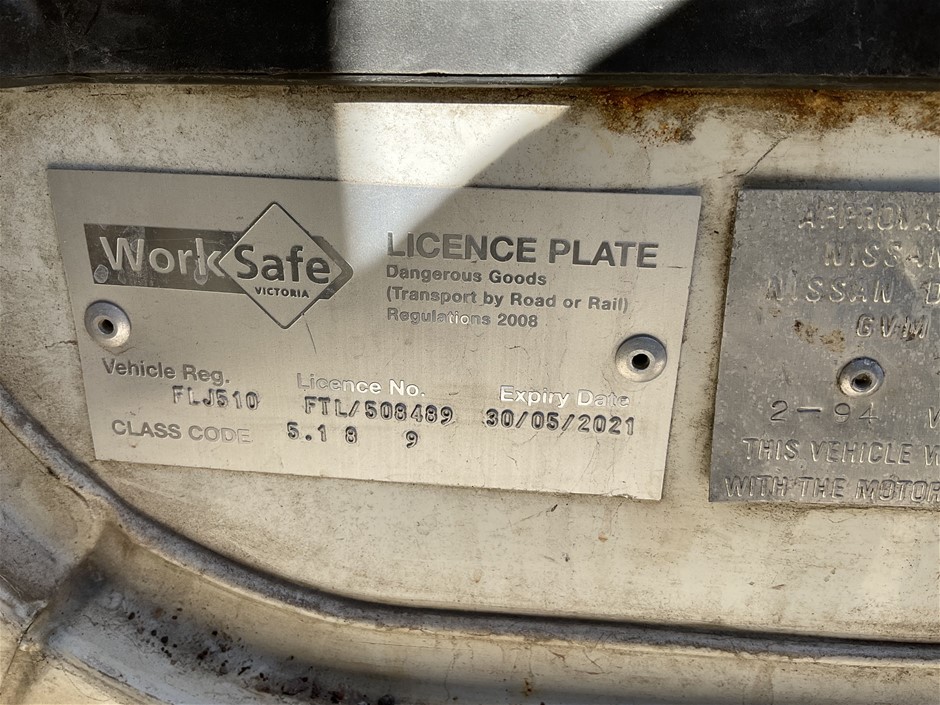 WorkSafe
VICTORIA
LICENCE PLATE
Dangerous Goods
(Transport by Road or Rail)
Regulations 2008
Vehicle Reg.
FLJ510
Licence No.
FTL/508489
Expiry Date
30/05/2021
CLASS CODE
5.1 8 9
APPROVA
NISSAN
NISSAN D
GVM
2-94 V
THIS VEHICLE W
WITH THE MOTOR